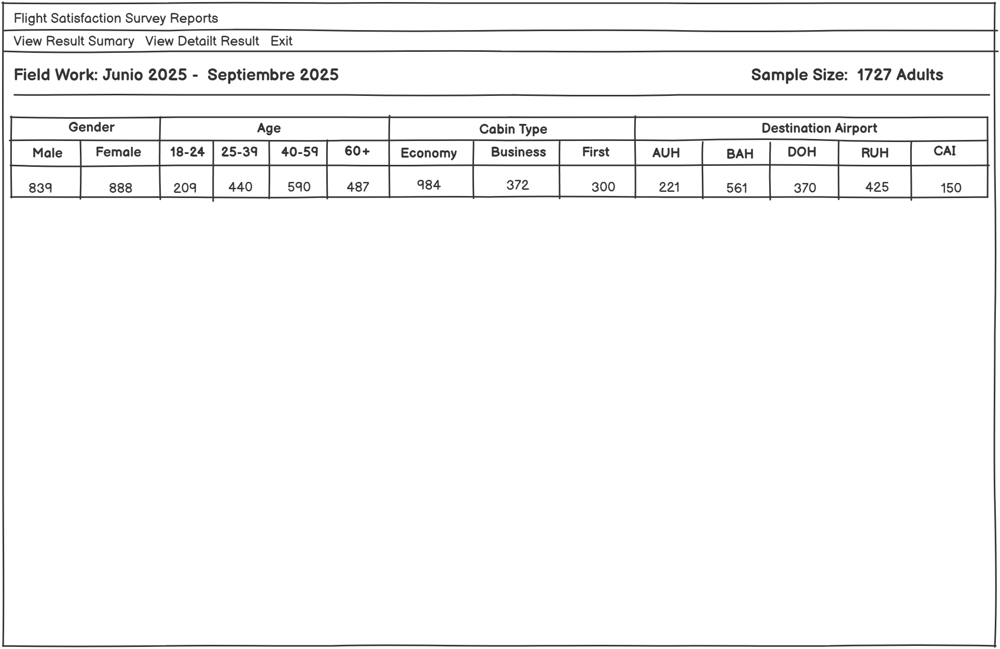 Flight Satisfaction Survey Reports
View Result Sumary View Detailt Result Exit
Field Work: Junio 2025 - Septiembre 2025 Sample Size: 1727 Adults
Gender Age Cabin Type Destination Airport
Male Female 18-24 25-39 40-59 60+ Economy Business First AUH BAH DOH RUH CAI
839 888 209 440 590 487 984 372 300 221 561 370 425 150